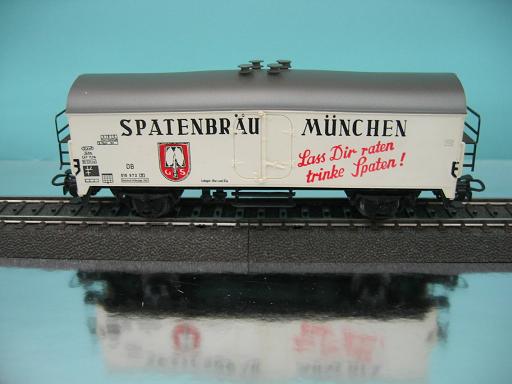 SPATENBRÄU MÜNCHEN
Lass Dir raten
trinke Spaten!
DB
G S